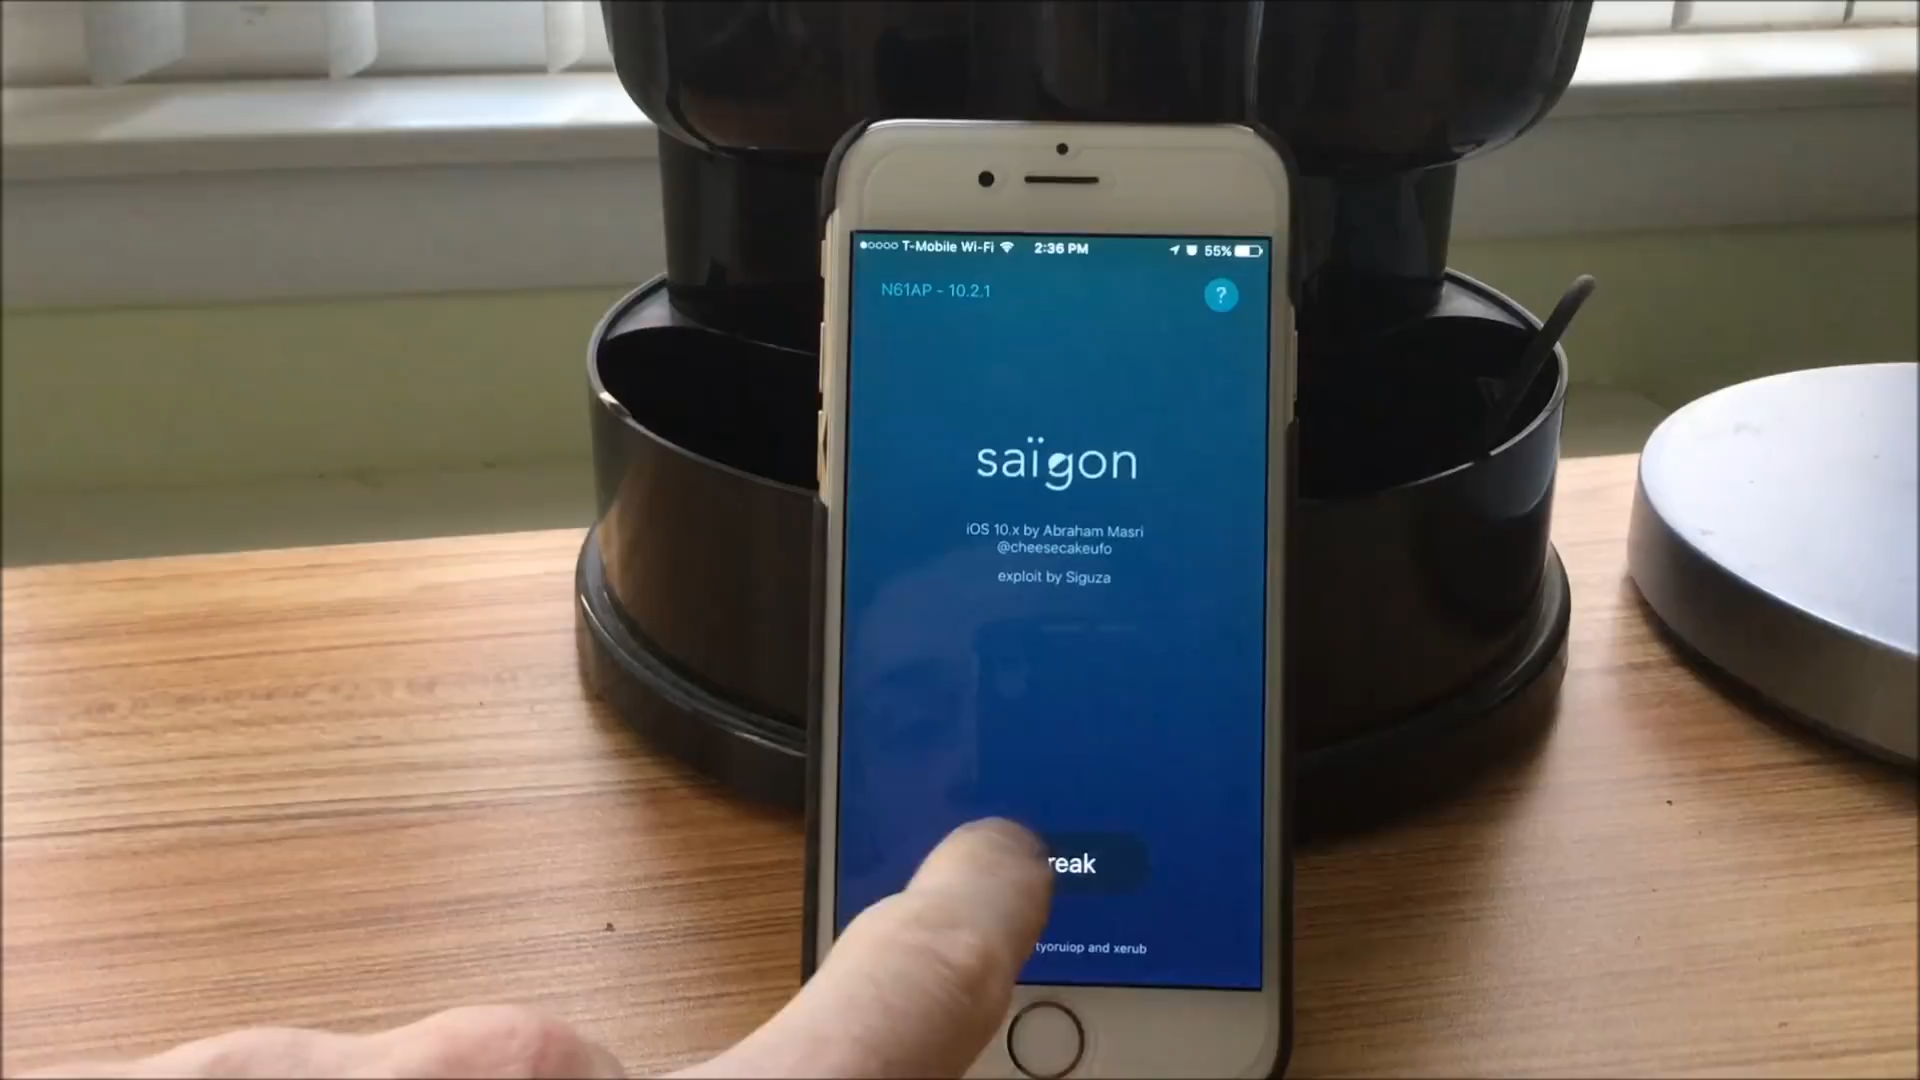 T-Mobile Wi-Fi 2:36 PM 55%
N61AP - 10.2.1 ?
saïgon
iOS 10.x by Abraham Masri
@cheesecakeufo
exploit by Siguza
reak
tyoruiop and xerub